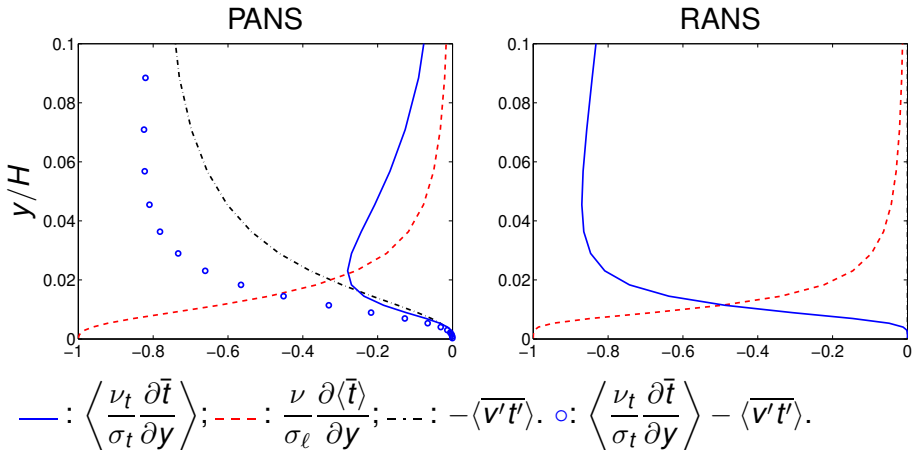 PANS
RANS
y/H
0.1
0.08
0.06
0.04
0.02
0
−1 −0.8 −0.6 −0.4 −0.2 0
0.1
0.08
0.06
0.04
0.02
0
−1 −0.8 −0.6 −0.4 −0.2 0
: ⟨ν_t/σ_t ∂t̄/∂y⟩; : ν/σ_ℓ ∂⟨t̄⟩/∂y; : −⟨\overline{v′t′}⟩. : ⟨ν_t/σ_t ∂t̄/∂y⟩ − ⟨\overline{v′t′}⟩.